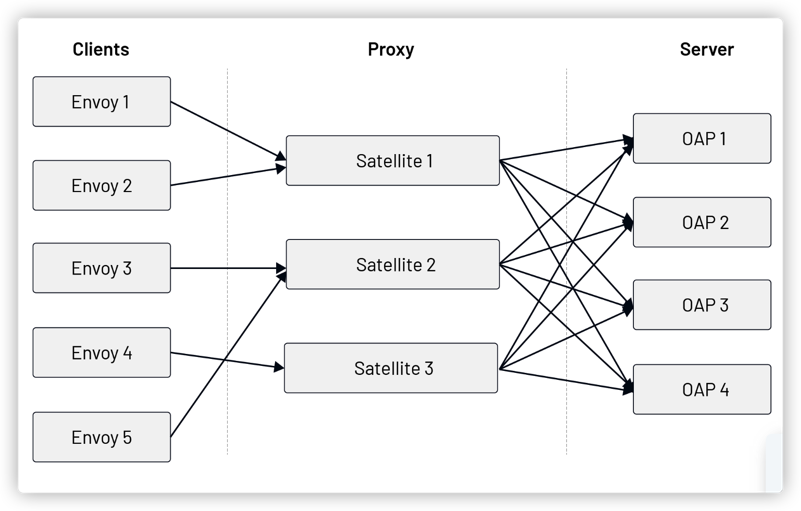 Clients
Proxy
Server
Envoy 1
Envoy 2
Envoy 3
Envoy 4
Envoy 5
Satellite 1
Satellite 2
Satellite 3
OAP 1
OAP 2
OAP 3
OAP 4